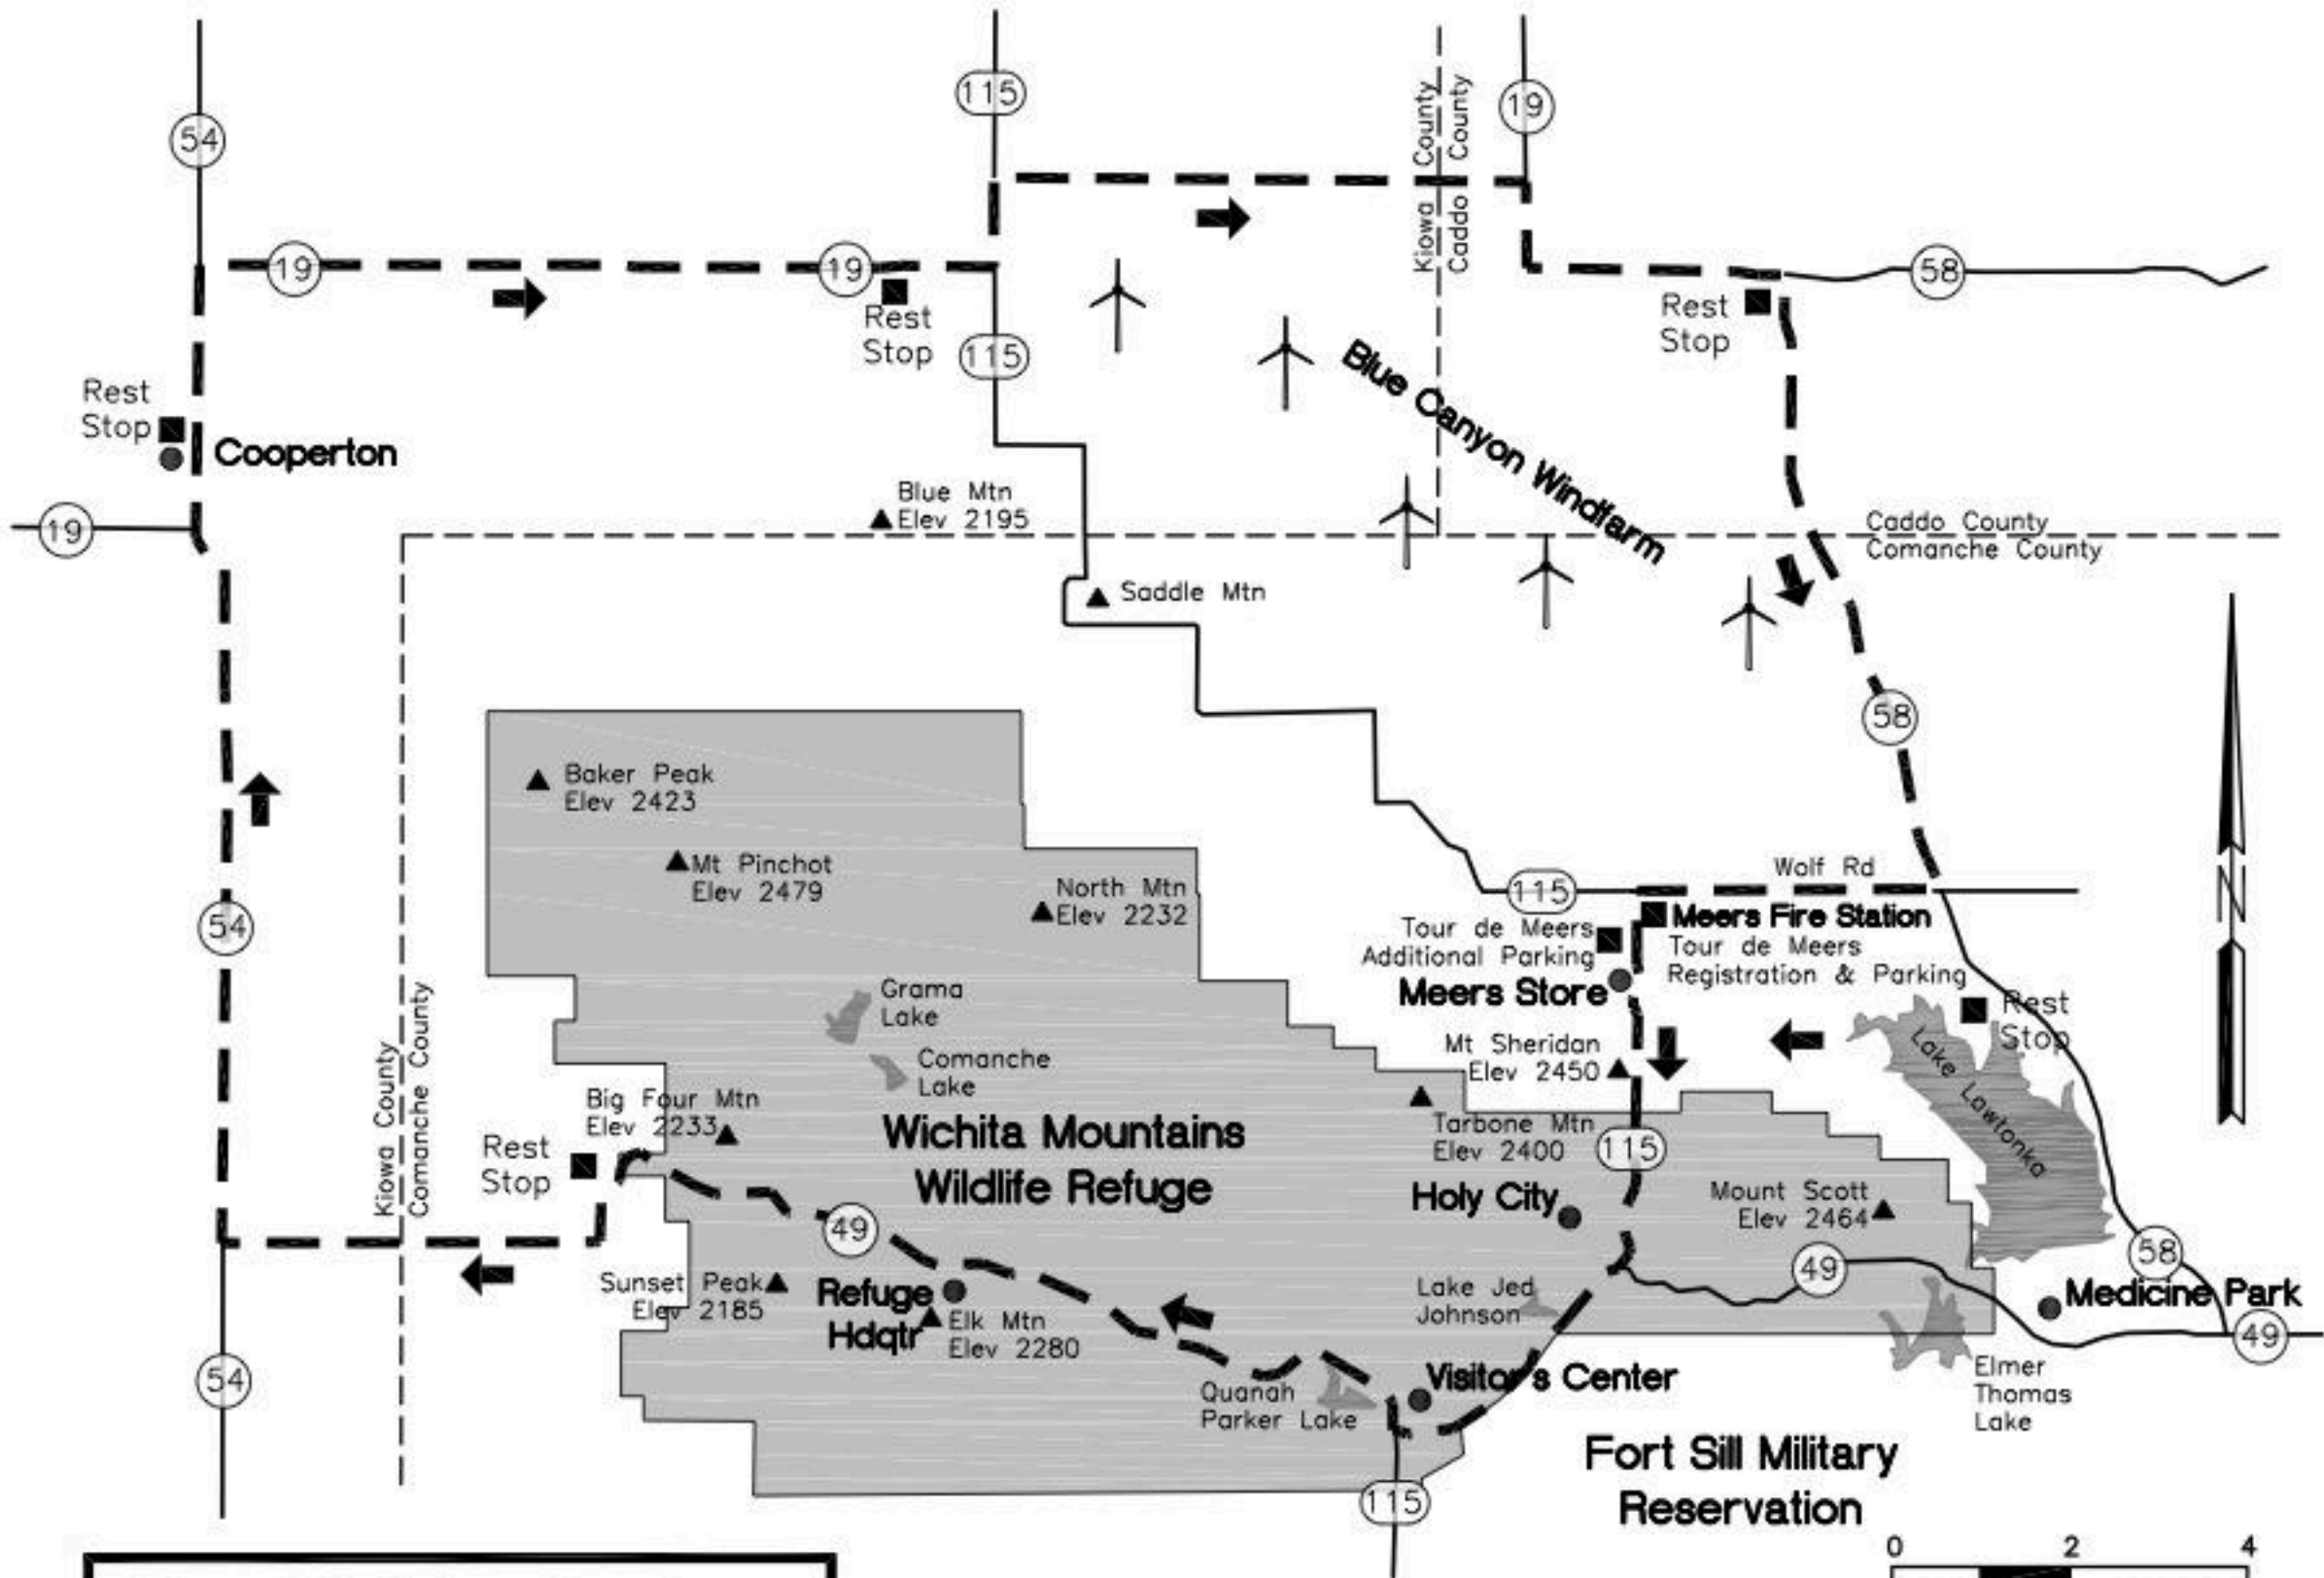 54
115
19
Kiowa County
Caddo County
19
19
58
Rest
Stop
115
Rest
Stop
Rest
Stop
Cooperton
Blue Canyon Windfarm
19
Blue Mtn
Elev 2195
Caddo County
Comanche County
Saddle Mtn
58
Baker Peak
Elev 2423
Mt Pinchot
Elev 2479
North Mtn
Elev 2232
Wolf Rd
115
Meers Fire Station
Tour de Meers
Additional Parking
Tour de Meers
Registration & Parking
Meers Store
54
N
Grama
Lake
Comanche
Lake
Kiowa County
Comanche County
Rest
Stop
Lake Lawtonka
Mt Sheridan
Elev 2450
Big Four Mtn
Elev 2233
Wichita Mountains
Wildlife Refuge
Tarbone Mtn
Elev 2400
115
Rest
Stop
Holy City
Mount Scott
Elev 2464
49
49
58
Sunset Peak
Elev 2185
Refuge
Hdqtr
Elk Mtn
Elev 2280
Lake Jed
Johnson
Medicine Park
49
54
Quanah
Parker Lake
Visitor's Center
Elmer
Thomas
Lake
Fort Sill Military
Reservation
115
0 2 4